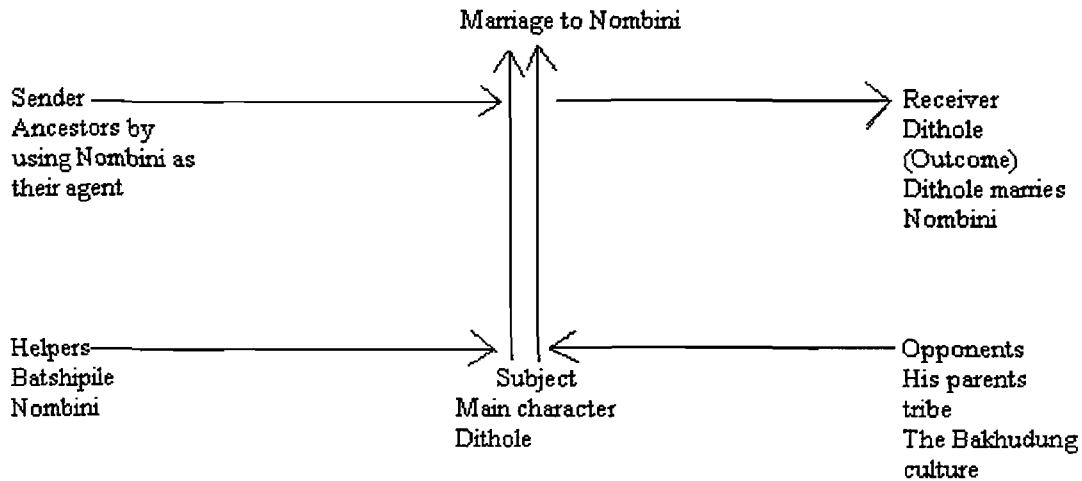 Marriage to Nombini
Sender
Ancestors by
using Nombini as
their agent
Receiver
Dithole
(Outcome)
Dithole marries
Nombini
Helpers
Batshipile
Nombini
Subject
Main character
Dithole
Opponents
His parents
tribe
The Bakhudung
culture